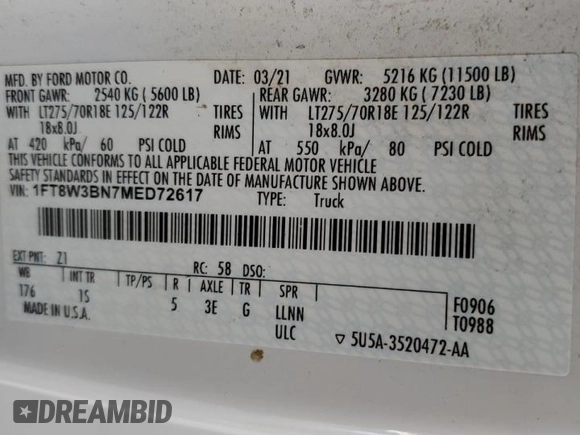 MFD. BY FORD MOTOR CO. DATE: 03/21 GVWR: 5216 KG (11500 LB)
FRONT GAWR: 2540 KG ( 5600 LB) REAR GAWR: 3280 KG ( 7230 LB)
WITH LT275/70R18E 125/122R TIRES WITH LT275/70R18E 125/122R TIRES
18x8.0J RIMS 18x8.0J RIMS
AT 420 kPa/ 60 PSI COLD AT 550 kPa/ 80 PSI COLD
THIS VEHICLE CONFORMS TO ALL APPLICABLE FEDERAL MOTOR VEHICLE
SAFETY STANDARDS IN EFFECT ON THE DATE OF MANUFACTURE SHOWN ABOVE.
VIN: 1FT8W3BN7MED72617 TYPE: Truck
EXT PNT: Z1 RC: 58 DSO:
WB INT TR TP/PS R AXLE TR SPR
176 1S 5 3E G LLNN
ULC
F0906
T0988
MADE IN U.S.A.
▽ 5U5A-3520472-AA
DREAMBID